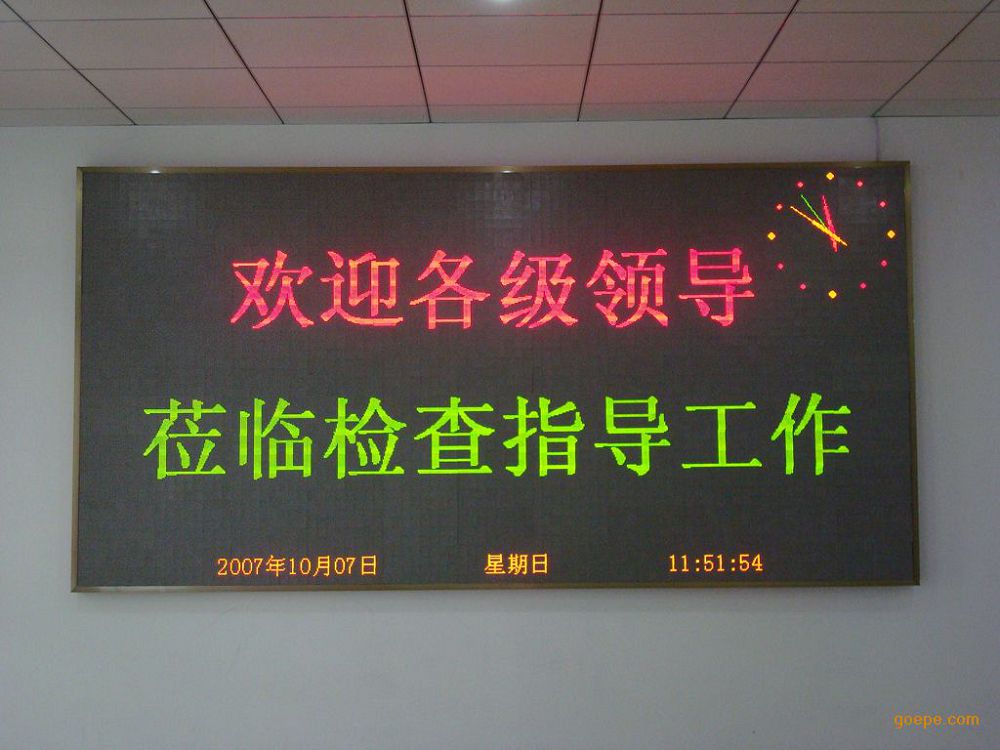 欢迎各级领导
莅临检查指导工作
2007年10月07日 星期日 11:51:54
goepe.com